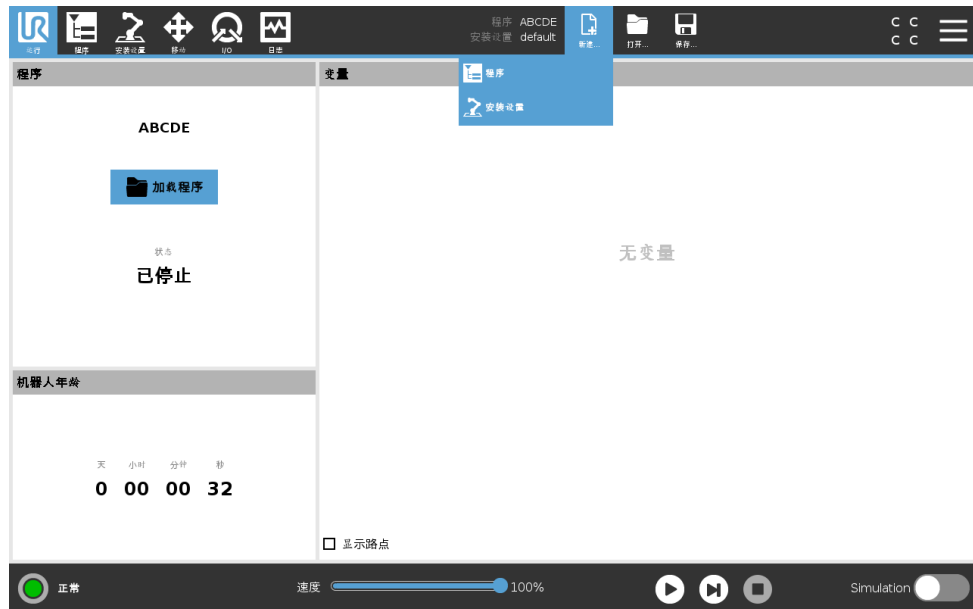 UR
运行
程序
安装设置
移动
I/O
日志
程序 ABCDE
安装设置 default
新建...
打开...
保存...
C C
C C
程序
安装设置
程序
变量
ABCDE
加载程序
状态
已停止
无变量
机器人年龄
天 小时 分钟 秒
0 00 00 32
显示路点
正常
速度
100%
Simulation